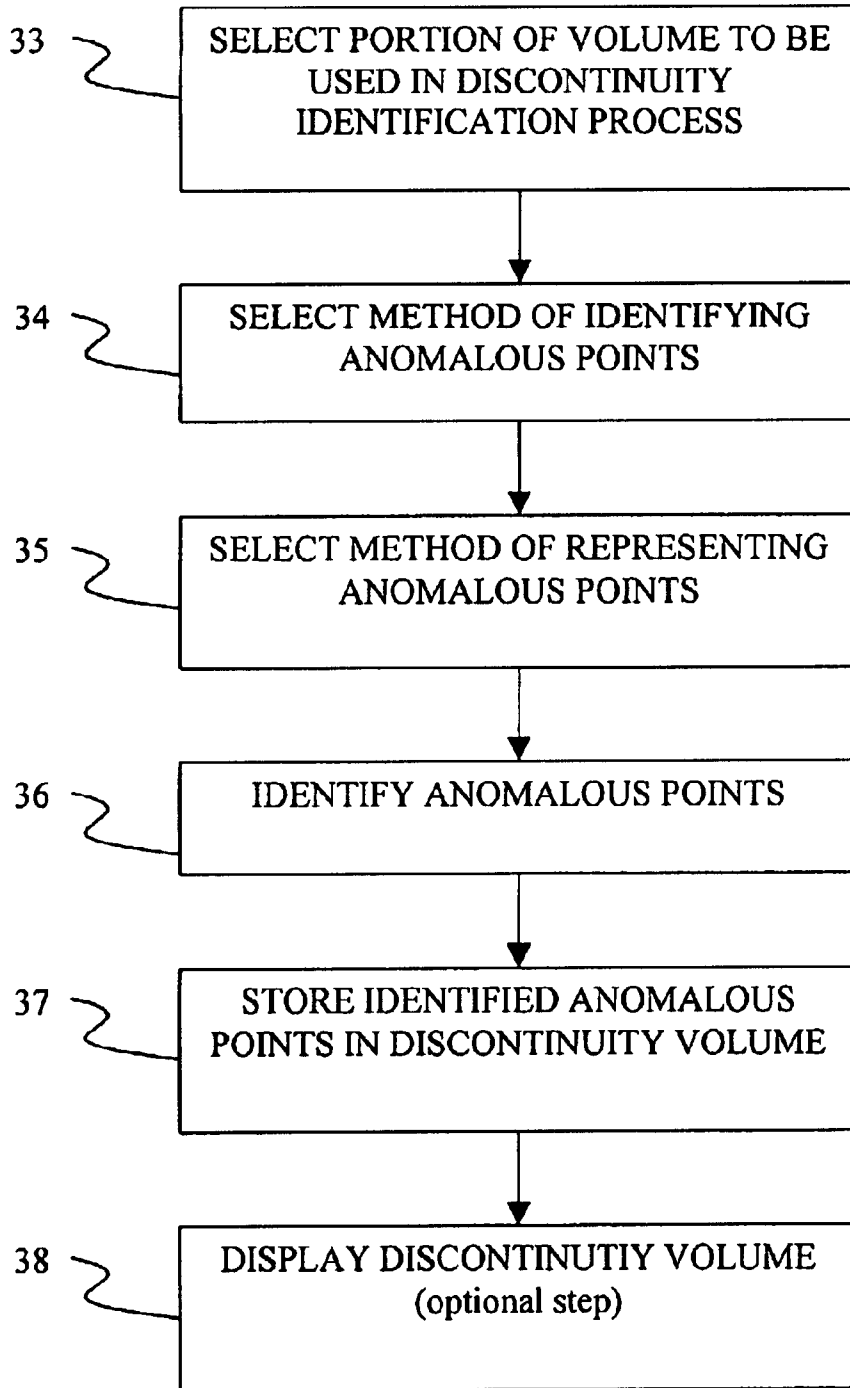 33
SELECT PORTION OF VOLUME TO BE
USED IN DISCONTINUITY
IDENTIFICATION PROCESS
34
SELECT METHOD OF IDENTIFYING
ANOMALOUS POINTS
35
SELECT METHOD OF REPRESENTING
ANOMALOUS POINTS
36
IDENTIFY ANOMALOUS POINTS
37
STORE IDENTIFIED ANOMALOUS
POINTS IN DISCONTINUITY VOLUME
38
DISPLAY DISCONTINUTIY VOLUME
(optional step)